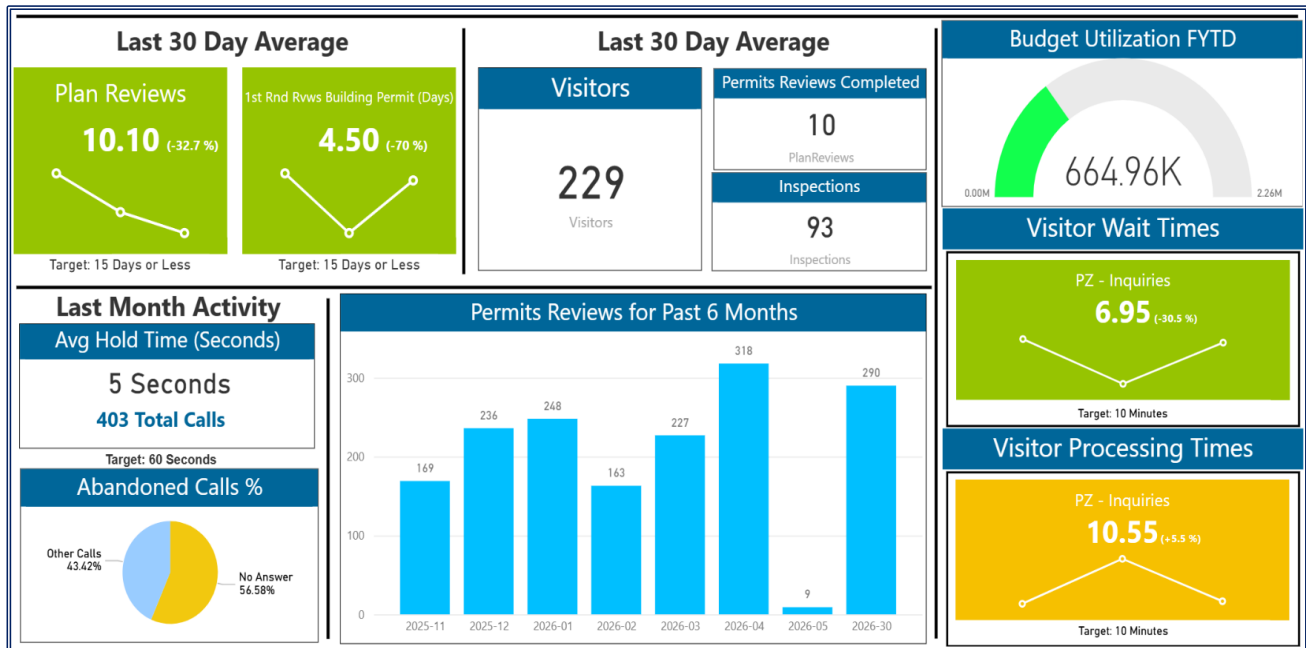 Last 30 Day Average
Plan Reviews
10.10 (-32.7 %)
Target: 15 Days or Less
1st Rnd Rvws Building Permit (Days)
4.50 (-70 %)
Target: 15 Days or Less
Last 30 Day Average
Visitors
229
Visitors
Permits Reviews Completed
10
PlanReviews
Inspections
93
Inspections
Budget Utilization FYTD
664.96K
0.00M
2.26M
Visitor Wait Times
PZ - Inquiries
6.95 (-30.5 %)
Target: 10 Minutes
Visitor Processing Times
PZ - Inquiries
10.55 (+5.5 %)
Target: 10 Minutes
Last Month Activity
Avg Hold Time (Seconds)
5 Seconds
403 Total Calls
Target: 60 Seconds
Abandoned Calls %
Other Calls
43.42%
No Answer
56.58%
Permits Reviews for Past 6 Months
300
200
100
0
169
236
248
163
227
318
9
290
2025-11
2025-12
2026-01
2026-02
2026-03
2026-04
2026-05
2026-30